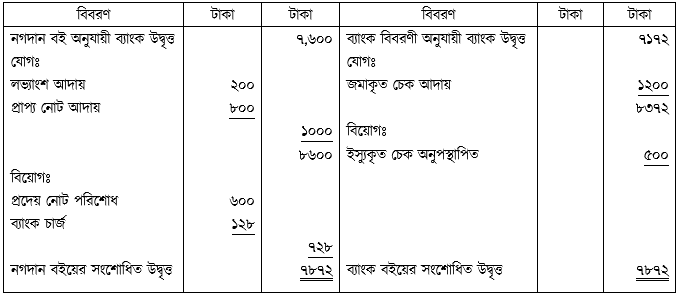 বিবরণ টাকা টাকা বিবরণ টাকা টাকা
নগদান বই অনুযায়ী ব্যাংক উদ্বৃত্ত ৭,৬০০ ব্যাংক বিবরণী অনুযায়ী ব্যাংক উদ্বৃত্ত ৭১৭২
যোগঃ যোগঃ
লভ্যাংশ আদায় ২০০ জমাকৃত চেক আদায় ১২০০
প্রাপ্য নোট আদায় ৮০০ ৮৩৭২
১০০০ বিয়োগঃ
৮৬০০ ইস্যুকৃত চেক অনুপস্থাপিত ৫০০
বিয়োগঃ
প্রদেয় নোট পরিশোধ ৬০০
ব্যাংক চার্জ ১২৮
৭২৮
নগদান বইয়ের সংশোধিত উদ্বৃত্ত ৭৮৭২ ব্যাংক বইয়ের সংশোধিত উদ্বৃত্ত ৭৮৭২